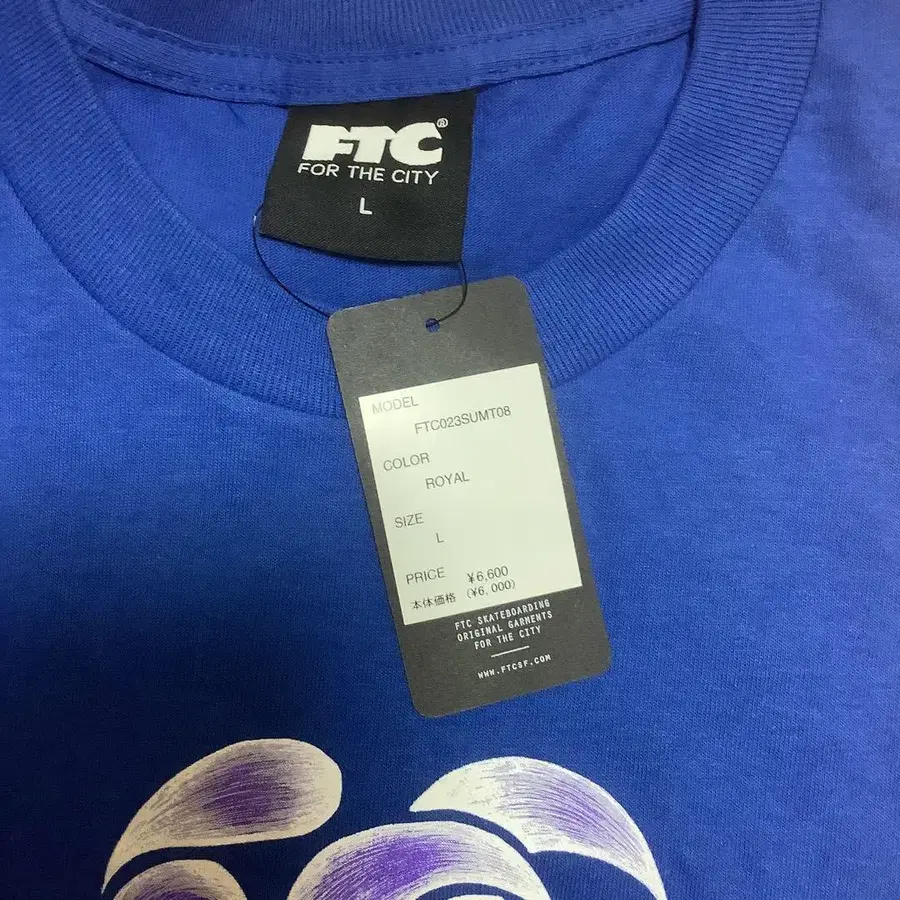 FTC®
FOR THE CITY
L
MODEL
FTC023SUMT08
COLOR
ROYAL
SIZE
L
PRICE ¥6,600
本体価格 (¥6,000)
FTC SKATEBOARDING
ORIGINAL GARMENTS
FOR THE CITY
WWW.FTCSF.COM